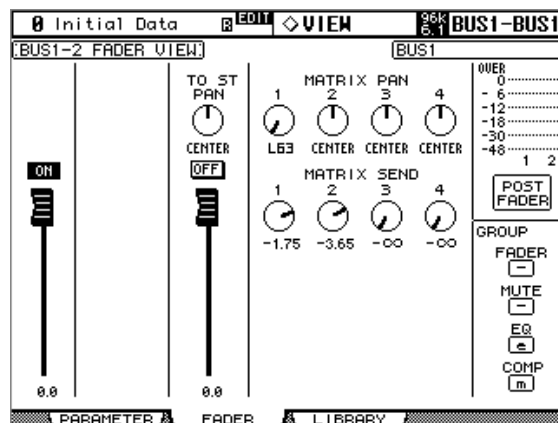 0 Initial Data
EDIT
VIEW
96K
6.1
BUS1-BUS1
BUS1-2 FADER VIEW
BUS1
TO ST
PAN
CENTER
OFF
ON
MATRIX PAN
1 2 3 4
L63 CENTER CENTER CENTER
MATRIX SEND
1 2 3 4
-1.75 -3.65 -∞ -∞
OVER
0
- 6
-12
-18
-30
-48
1 2
POST
FADER
GROUP
FADER
-
MUTE
-
EQ
e
COMP
m
0.0
0.0
PARAMETER FADER LIBRARY